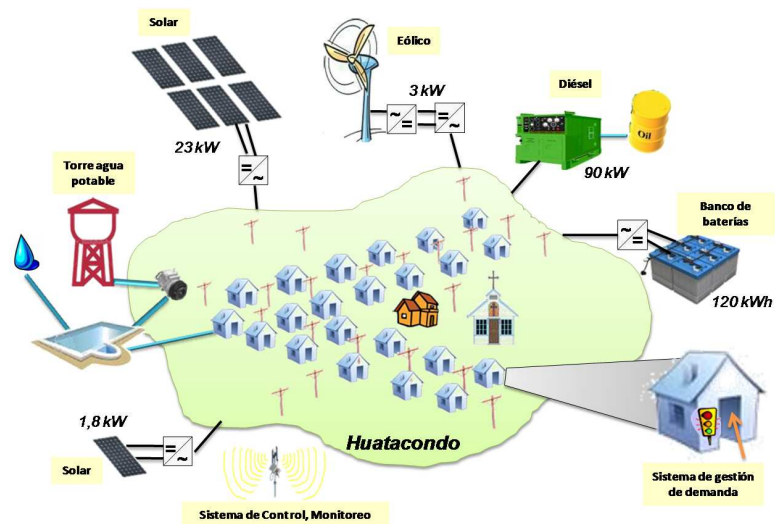 Solar
Eólico
3 kW
Diésel
Oil
90 kW
23 kW
Torre agua
potable
Banco de
baterías
120 kWh
1,8 kW
Solar
Huatacondo
Sistema de Control, Monitoreo
Sistema de gestión
de demanda